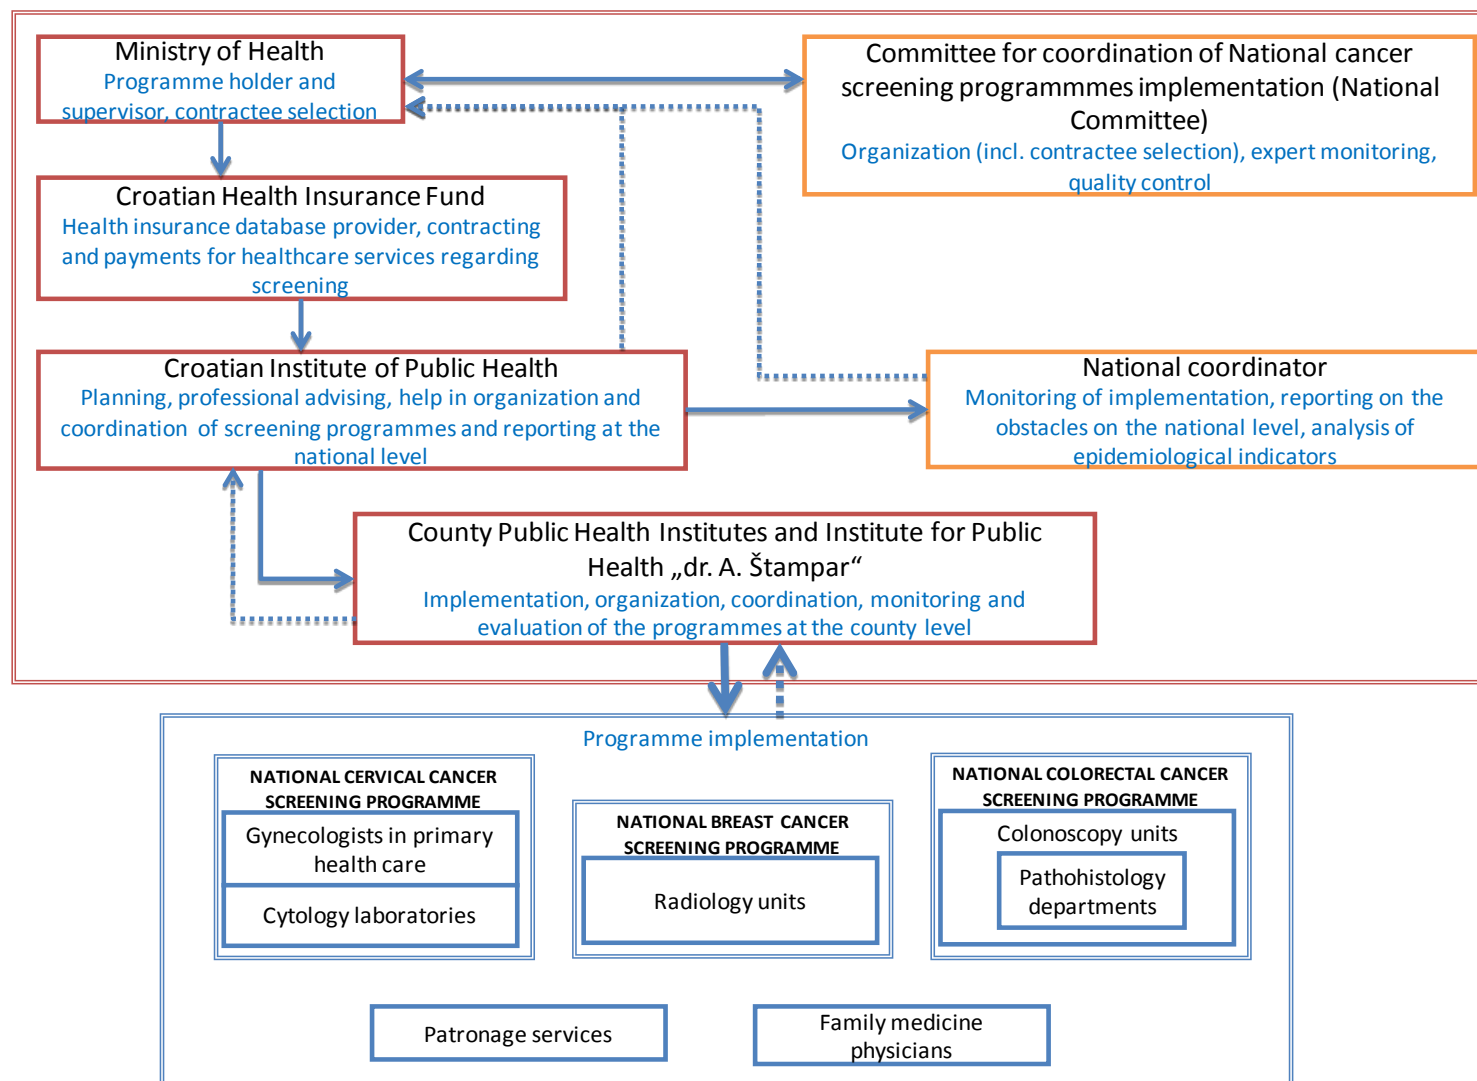 Ministry of Health
Programme holder and
supervisor, contractee selection
Committee for coordination of National cancer
screening programmmes implementation (National
Committee)
Organization (incl. contractee selection), expert monitoring,
quality control
Croatian Health Insurance Fund
Health insurance database provider, contracting
and payments for healthcare services regarding
screening
Croatian Institute of Public Health
Planning, professional advising, help in organization and
coordination of screening programmes and reporting at the
national level
National coordinator
Monitoring of implementation, reporting on the
obstacles on the national level, analysis of
epidemiological indicators
County Public Health Institutes and Institute for Public
Health „dr. A. Štampar“
Implementation, organization, coordination, monitoring and
evaluation of the programmes at the county level
Programme implementation
NATIONAL CERVICAL CANCER
SCREENING PROGRAMME
Gynecologists in primary
health care
Cytology laboratories
NATIONAL BREAST CANCER
SCREENING PROGRAMME
Radiology units
NATIONAL COLORECTAL CANCER
SCREENING PROGRAMME
Colonoscopy units
Pathohistology
departments
Patronage services
Family medicine
physicians